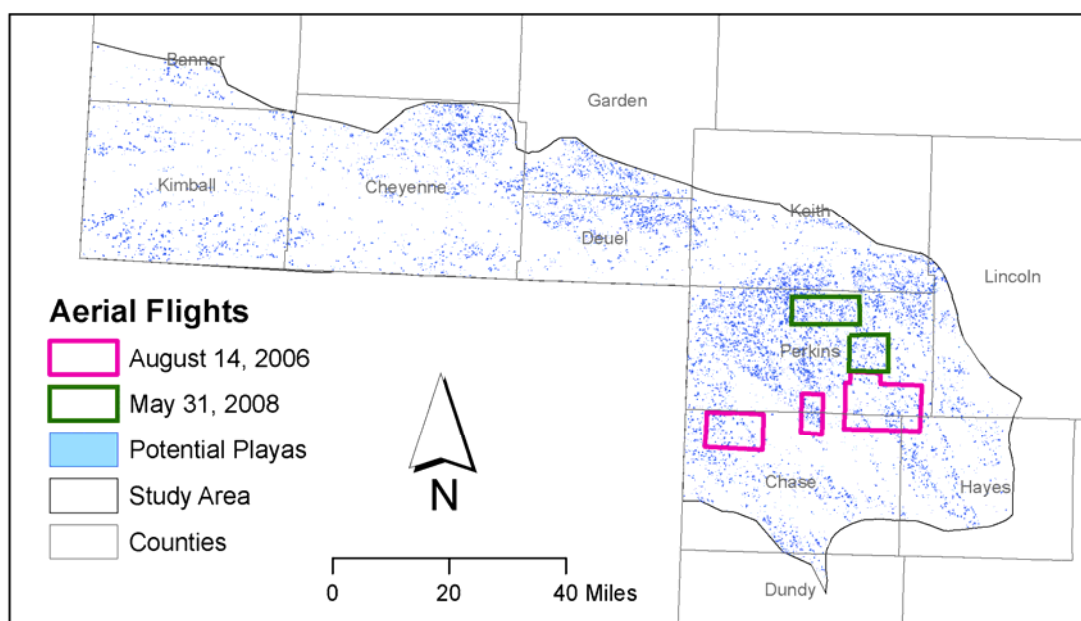 Banner
Garden
Kimball
Cheyenne
Keith
Deuel
Lincoln
Perkins
Chase
Hayes
Dundy
Aerial Flights
August 14, 2006
May 31, 2008
Potential Playas
Study Area
Counties
N
0 20 40 Miles